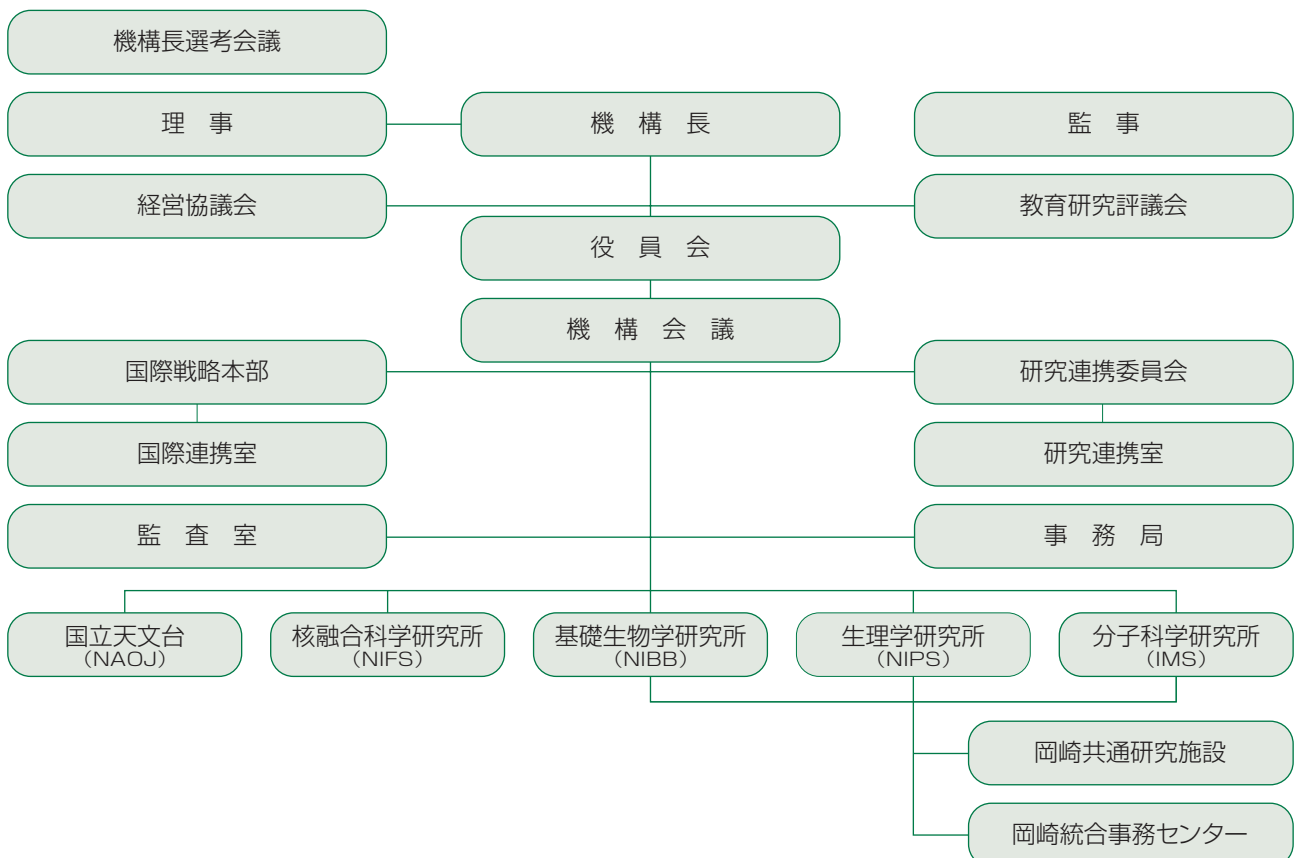 機構長選考会議
理 事
機 構 長
監 事
経営協議会
教育研究評議会
役 員 会
機 構 会 議
国際戦略本部
研究連携委員会
国際連携室
研究連携室
監 査 室
事 務 局
国立天文台
(NAOJ)
核融合科学研究所
(NIFS)
基礎生物学研究所
(NIBB)
生理学研究所
(NIPS)
分子科学研究所
(IMS)
岡崎共通研究施設
岡崎統合事務センター